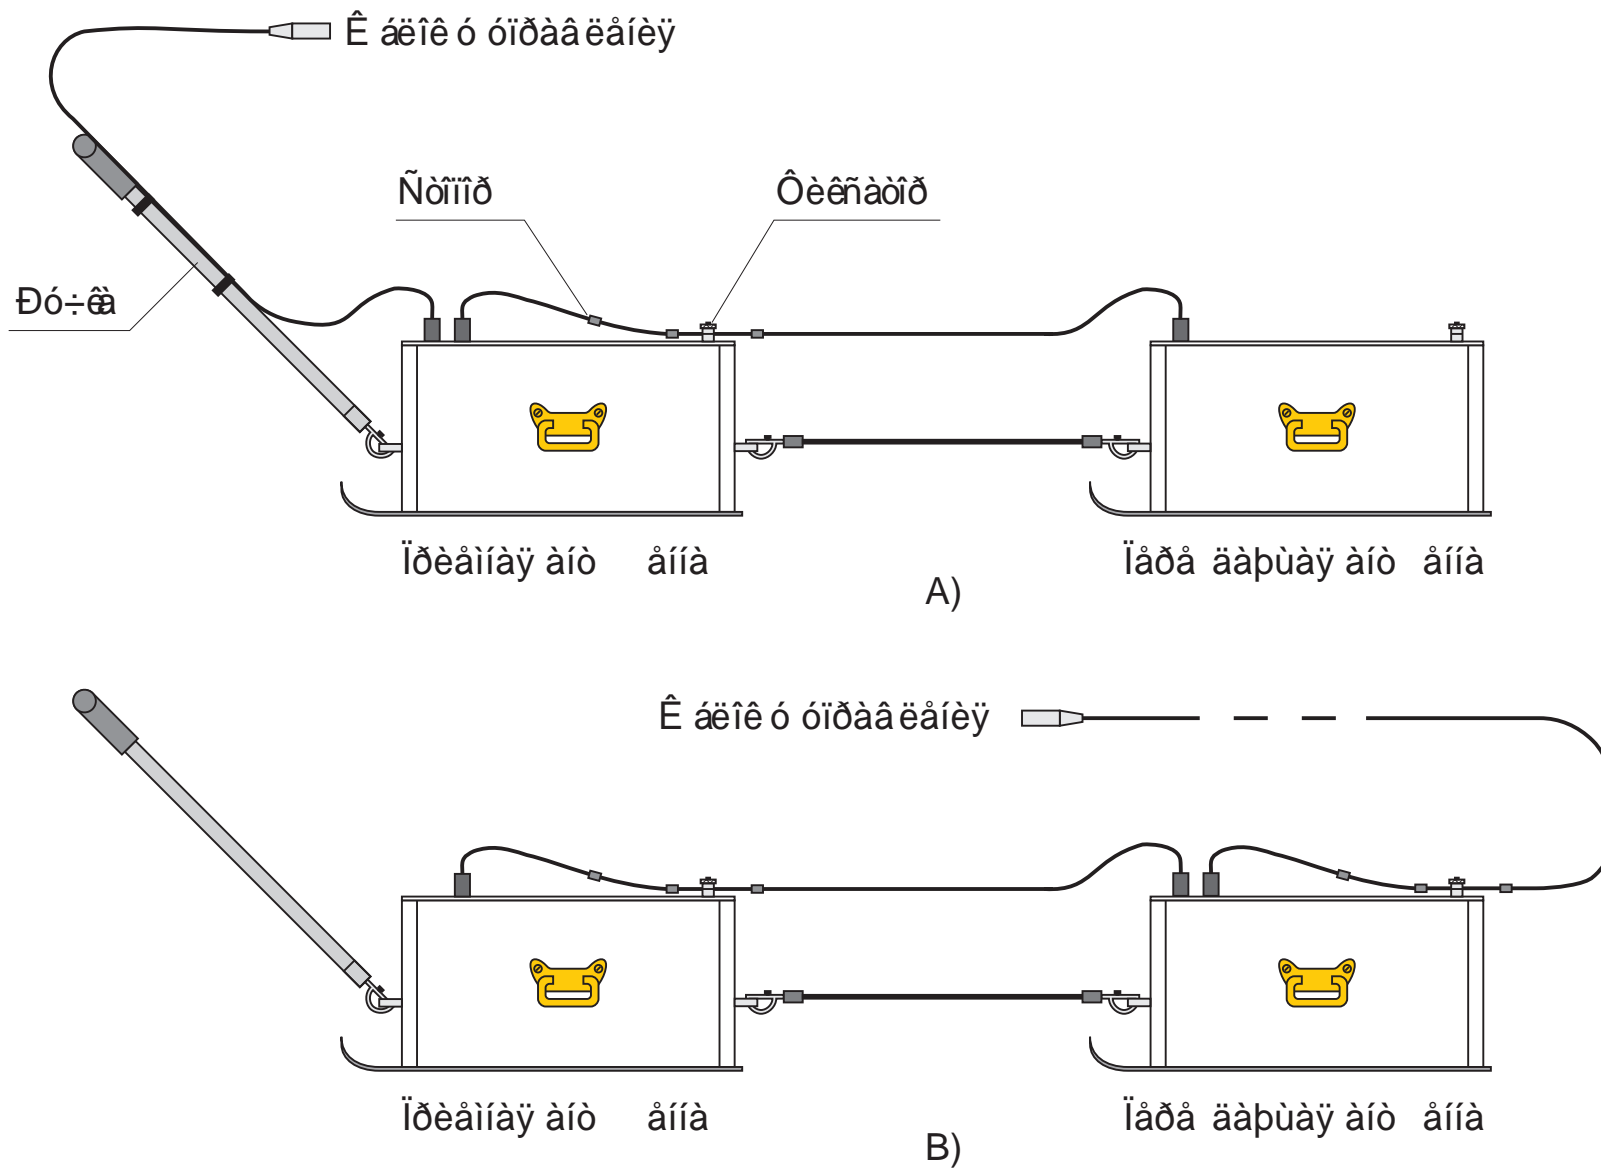 Ê áëîê ó óïðàâ ëåíèÿ
Ñòîïîð
Ôèêñàòîð
Ðó÷êà
Ïðèåìíàÿ àíò åííà
Ïåðå äàþùàÿ àíò åííà
A)
Ê áëîê ó óïðàâ ëåíèÿ
Ïðèåìíàÿ àíò åííà
Ïåðå äàþùàÿ àíò åííà
B)